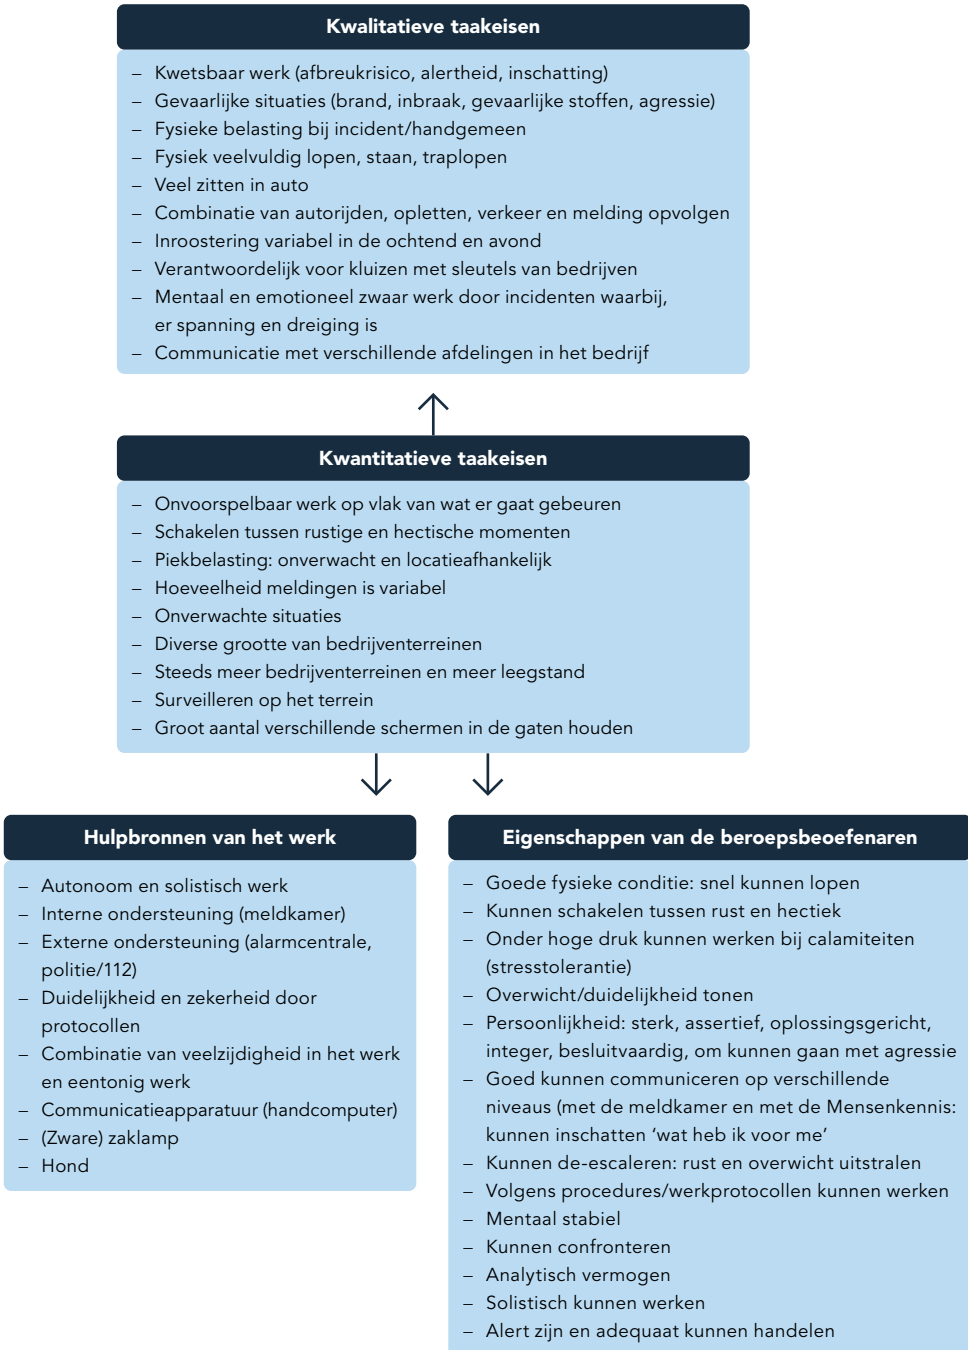 Kwalitatieve taakeisen
– Kwetsbaar werk (afbreukrisico, alertheid, inschatting)
– Gevaarlijke situaties (brand, inbraak, gevaarlijke stoffen, agressie)
– Fysieke belasting bij incident/handgemeen
– Fysiek veelvuldig lopen, staan, traplopen
– Veel zitten in auto
– Combinatie van autorijden, opletten, verkeer en melding opvolgen
– Inroostering variabel in de ochtend en avond
– Verantwoordelijk voor kluizen met sleutels van bedrijven
– Mentaal en emotioneel zwaar werk door incidenten waarbij,
er spanning en dreiging is
– Communicatie met verschillende afdelingen in het bedrijf
Kwantitatieve taakeisen
– Onvoorspelbaar werk op vlak van wat er gaat gebeuren
– Schakelen tussen rustige en hectische momenten
– Piekbelasting: onverwacht en locatieafhankelijk
– Hoeveelheid meldingen is variabel
– Onverwachte situaties
– Diverse grootte van bedrijventerreinen
– Steeds meer bedrijventerreinen en meer leegstand
– Surveilleren op het terrein
– Groot aantal verschillende schermen in de gaten houden
Hulpbronnen van het werk
– Autonoom en solistisch werk
– Interne ondersteuning (meldkamer)
– Externe ondersteuning (alarmcentrale,
politie/112)
– Duidelijkheid en zekerheid door
protocollen
– Combinatie van veelzijdigheid in het werk
en eentonig werk
– Communicatieapparatuur (handcomputer)
– (Zware) zaklamp
– Hond
Eigenschappen van de beroepsbeoefenaren
– Goede fysieke conditie: snel kunnen lopen
– Kunnen schakelen tussen rust en hectiek
– Onder hoge druk kunnen werken bij calamiteiten
(stresstolerantie)
– Overwicht/duidelijkheid tonen
– Persoonlijkheid: sterk, assertief, oplossingsgericht,
integer, besluitvaardig, om kunnen gaan met agressie
– Goed kunnen communiceren op verschillende
niveaus (met de meldkamer en met de Mensenkennis:
kunnen inschatten ‘wat heb ik voor me’
– Kunnen de-escaleren: rust en overwicht uitstralen
– Volgens procedures/werkprotocollen kunnen werken
– Mentaal stabiel
– Kunnen confronteren
– Analytisch vermogen
– Solistisch kunnen werken
– Alert zijn en adequaat kunnen handelen